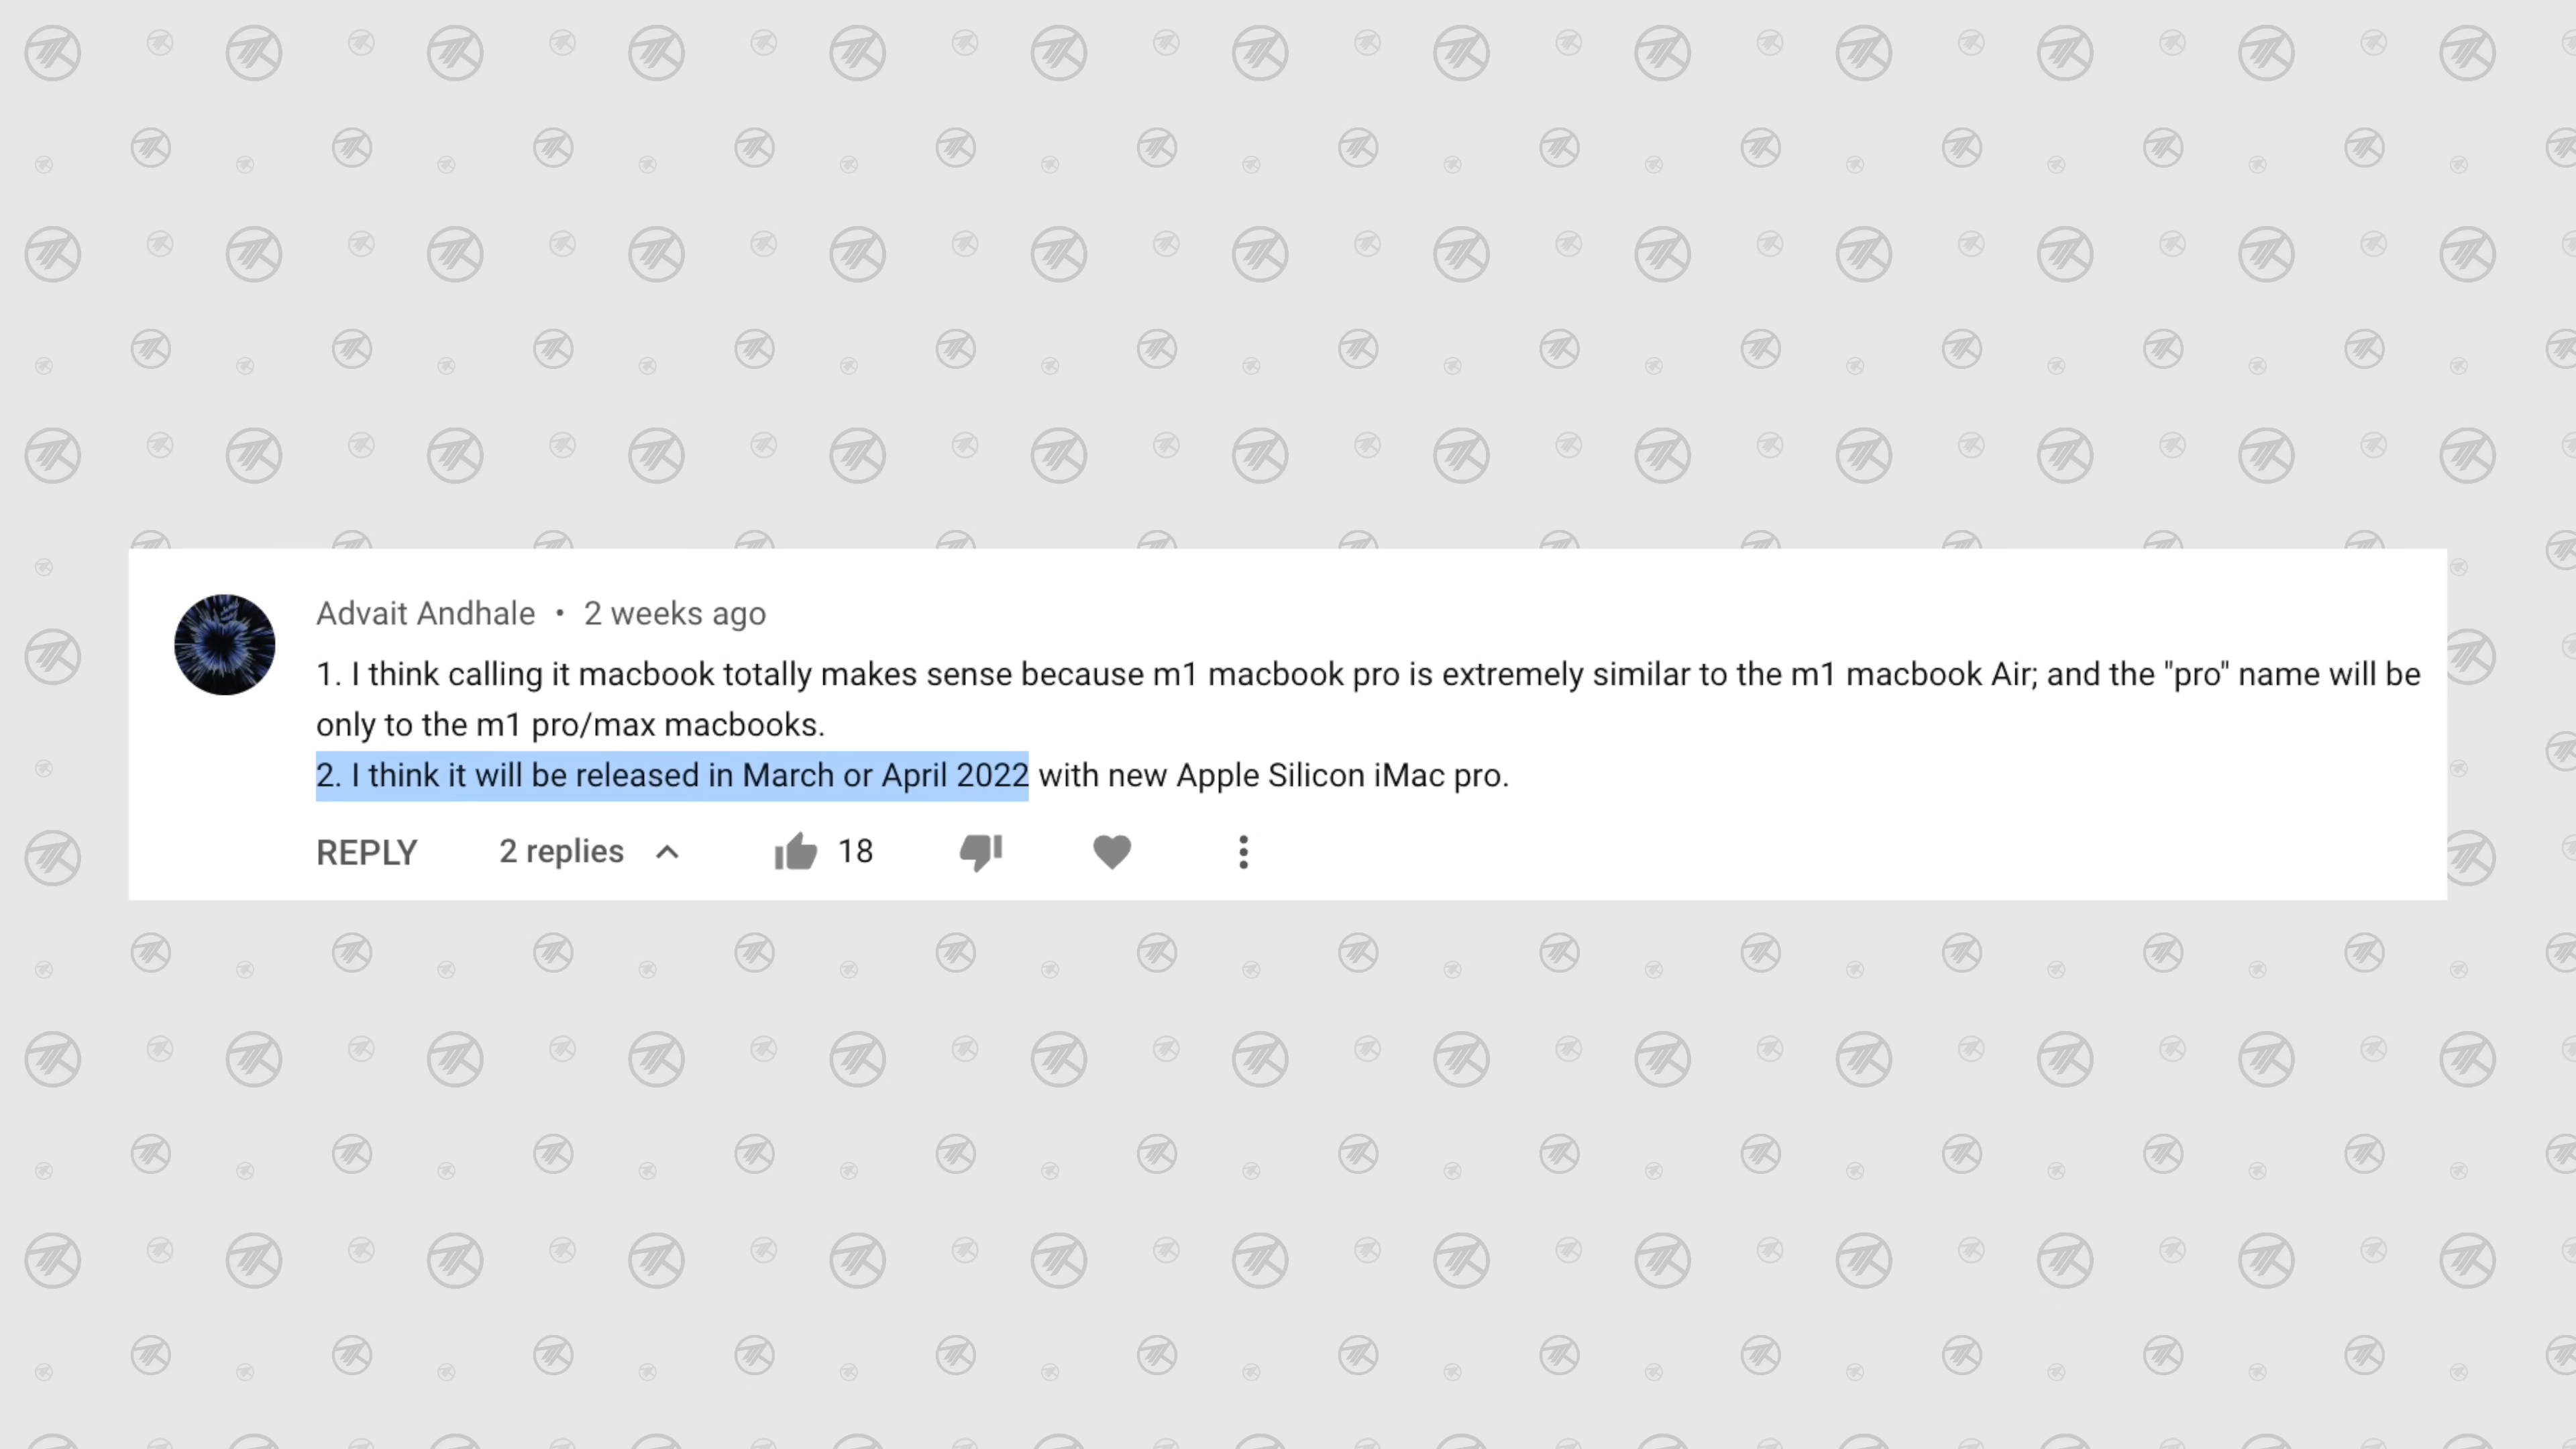 Advait Andhale • 2 weeks ago
1. I think calling it macbook totally makes sense because m1 macbook pro is extremely similar to the m1 macbook Air; and the "pro" name will be
only to the m1 pro/max macbooks.
2. I think it will be released in March or April 2022 with new Apple Silicon iMac pro.
REPLY 2 replies 18